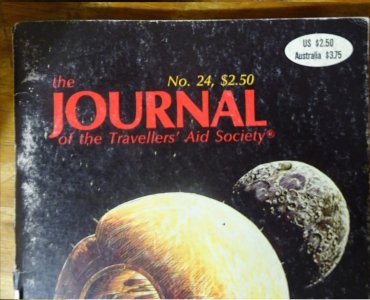 US $2.50
Australia $3.75
the
No. 24, $2.50
JOURNAL
of the Travellers' Aid Society®